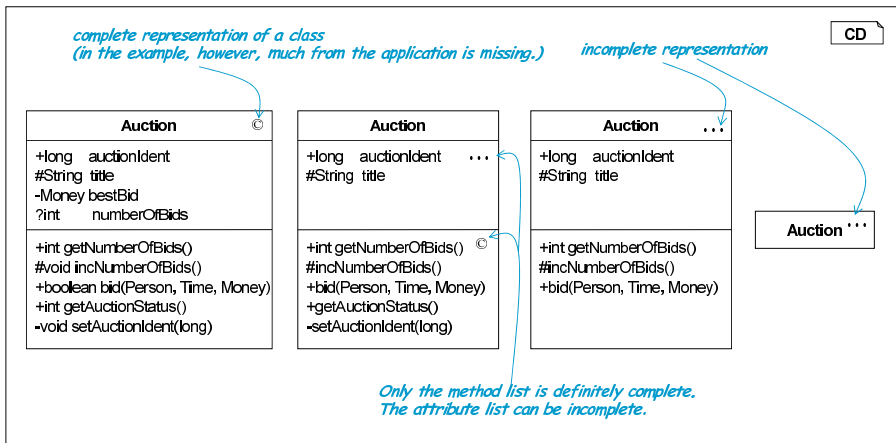 complete representation of a class
(in the example, however, much from the application is missing.)
incomplete representation
CD
Auction ©
+long auctionIdent
#String title
-Money bestBid
?int numberOfBids
+int getNumberOfBids()
#void incNumberOfBids()
+boolean bid(Person, Time, Money)
+int getAuctionStatus()
-void setAuctionIdent(long)
Auction
+long auctionIdent ...
#String title
+int getNumberOfBids() ©
#incNumberOfBids()
+bid(Person, Time, Money)
+getAuctionStatus()
-setAuctionIdent(long)
Auction ...
+long auctionIdent
#String title
+int getNumberOfBids()
#incNumberOfBids()
+bid(Person, Time, Money)
Auction ...
Only the method list is definitely complete.
The attribute list can be incomplete.